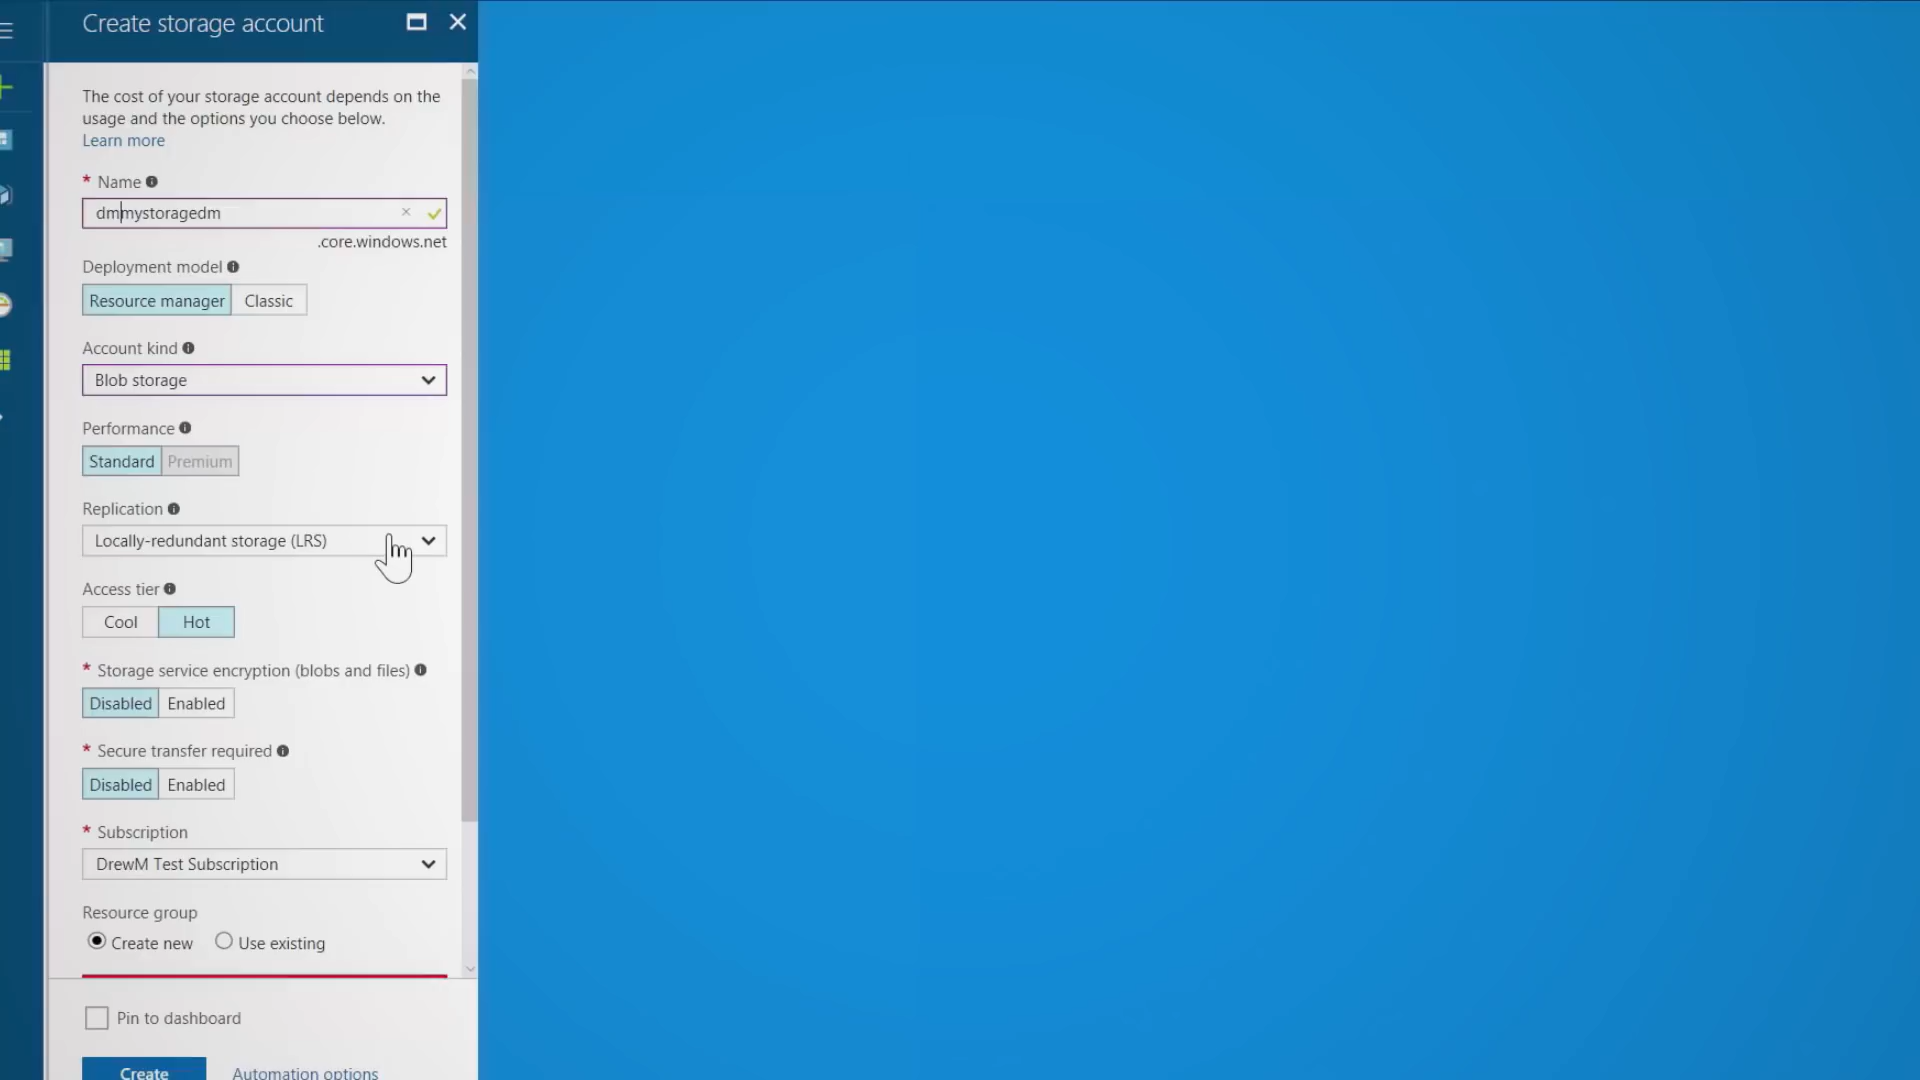 Create storage account
The cost of your storage account depends on the
usage and the options you choose below.
Learn more
* Name
dmmystoragedm
.core.windows.net
Deployment model
Resource manager Classic
Account kind
Blob storage
Performance
Standard Premium
Replication
Locally-redundant storage (LRS)
Access tier
Cool Hot
* Storage service encryption (blobs and files)
Disabled Enabled
* Secure transfer required
Disabled Enabled
* Subscription
DrewM Test Subscription
Resource group
Create new Use existing
Pin to dashboard
Create Automation options